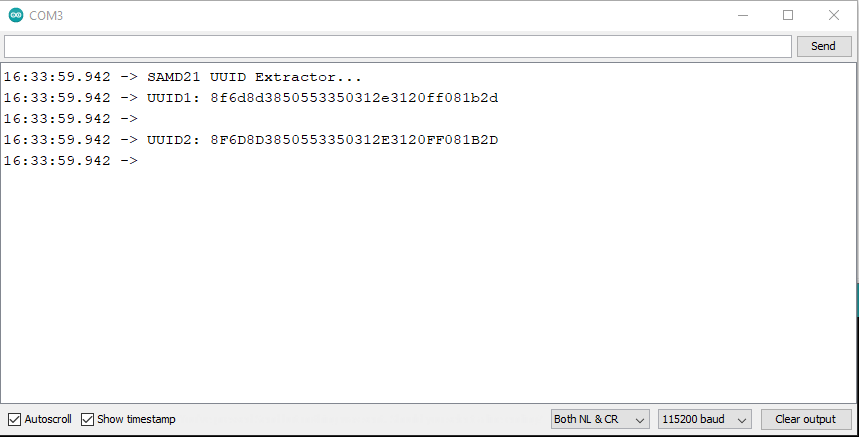 COM3
Send
16:33:59.942 -> SAMD21 UUID Extractor...
16:33:59.942 -> UUID1: 8f6d8d3850553350312e3120ff081b2d
16:33:59.942 ->
16:33:59.942 -> UUID2: 8F6D8D3850553350312E3120FF081B2D
16:33:59.942 ->
Autoscroll Show timestamp Both NL & CR 115200 baud Clear output